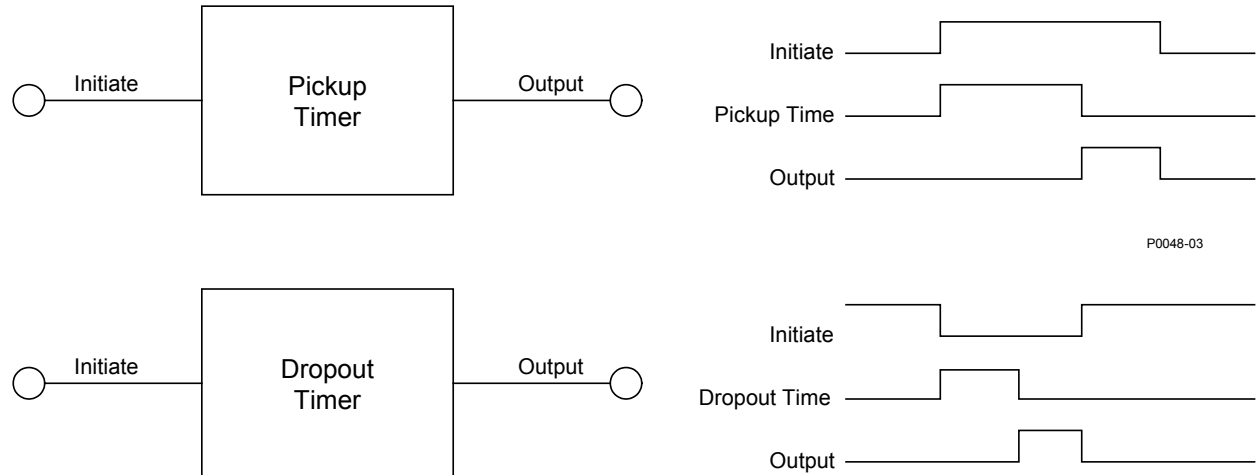 Initiate
Pickup
Timer
Output
Initiate
Pickup Time
Output
P0048-03
Initiate
Dropout
Timer
Output
Initiate
Dropout Time
Output